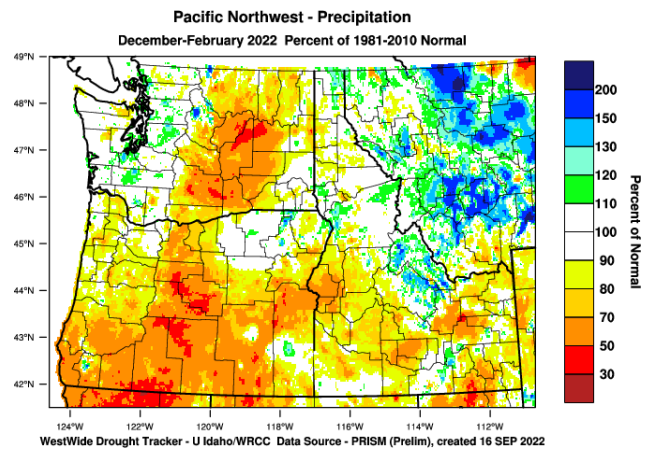 Pacific Northwest - Precipitation
December-February 2022 Percent of 1981-2010 Normal
49°N
48°N
47°N
46°N
45°N
44°N
43°N
42°N
124°W 122°W 120°W 118°W 116°W 114°W 112°W
200
150
130
120
110
100
90
80
70
50
30
Percent of Normal
WestWide Drought Tracker - U Idaho/WRCC Data Source - PRISM (Prelim), created 16 SEP 2022